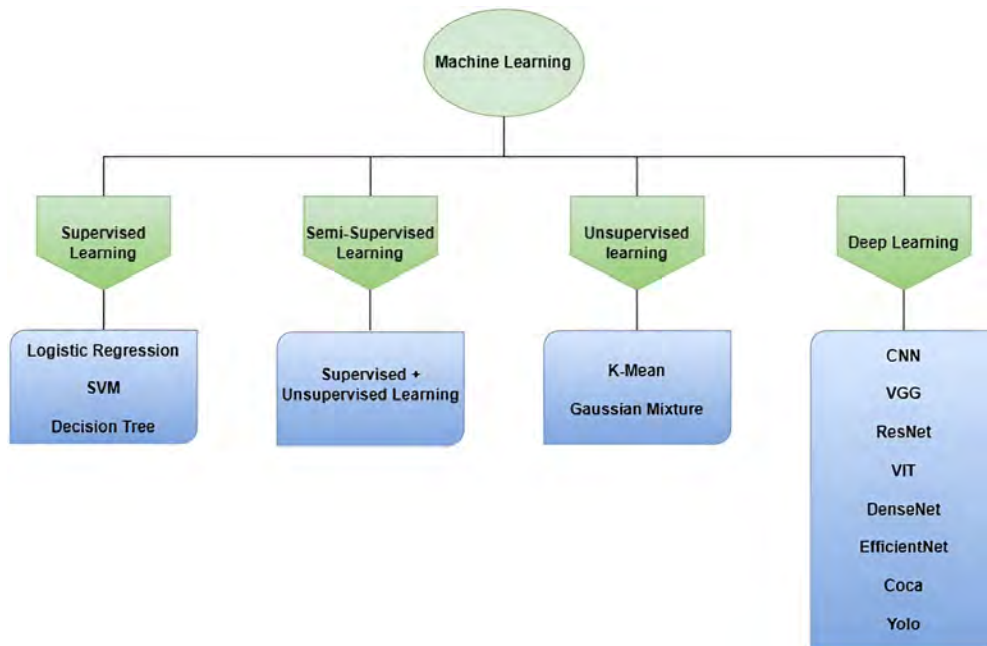 Machine Learning
Supervised
Learning
Semi-Supervised
Learning
Unsupervised
learning
Deep Learning
Logistic Regression
SVM
Decision Tree
Supervised +
Unsupervised Learning
K-Mean
Gaussian Mixture
CNN
VGG
ResNet
VIT
DenseNet
EfficientNet
Coca
Yolo